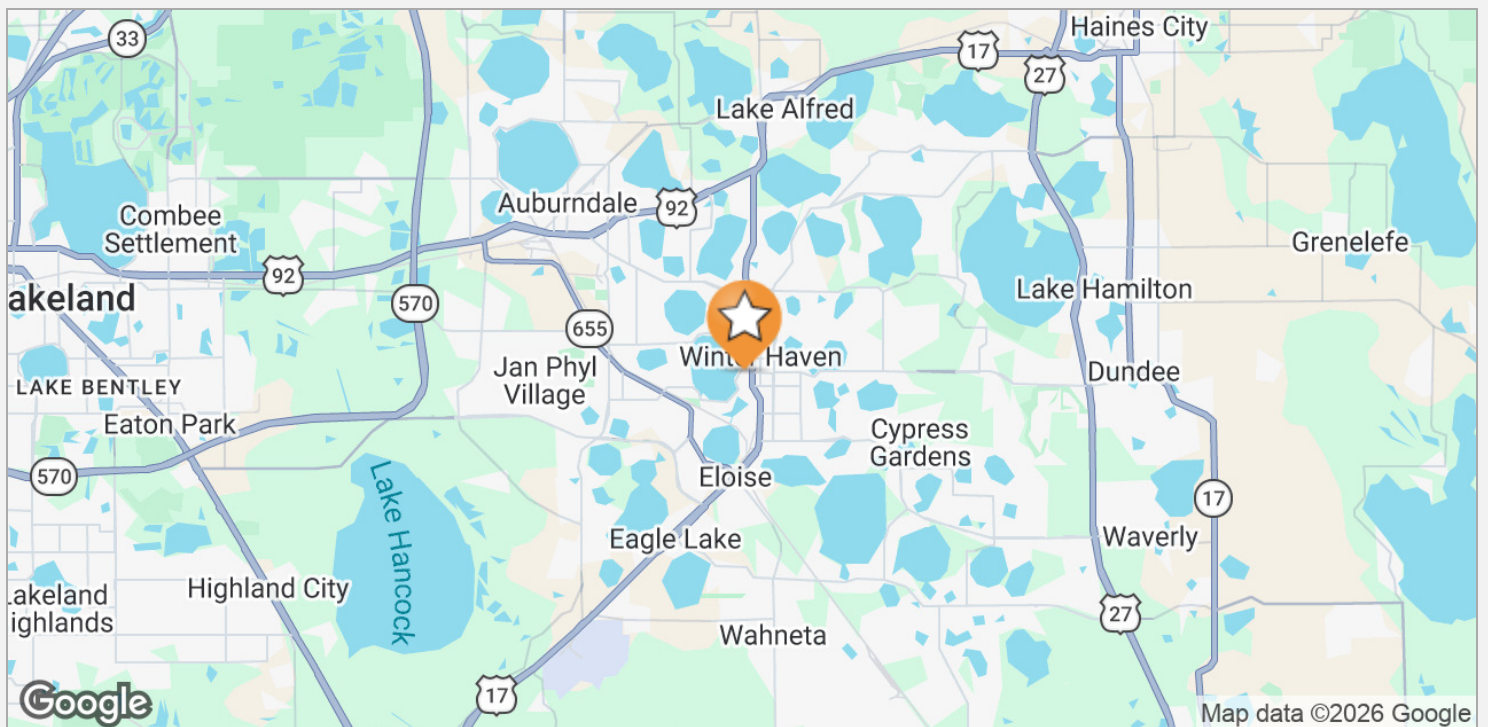 33
Haines City
17
27
Lake Alfred
Auburndale
92
Combee
Settlement
Grenelefe
92
akeland
570
Lake Hamilton
655
Winter Haven
Jan Phyl
Village
Dundee
LAKE BENTLEY
Eaton Park
Cypress
Gardens
570
Eloise
Lake Hancock
17
Eagle Lake
Waverly
Highland City
akeland
ighlands
27
Wahneta
17
Google
Map data ©2026 Google